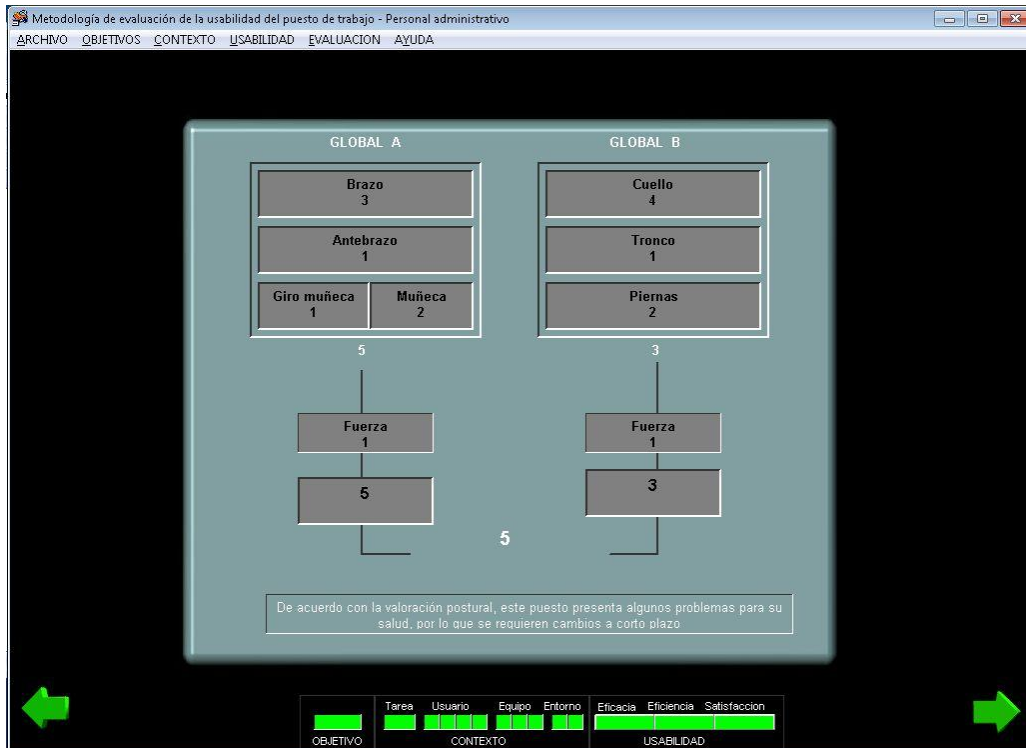 Metodología de evaluación de la usabilidad del puesto de trabajo - Personal administrativo
ARCHIVO OBJETIVOS CONTEXTO USABILIDAD EVALUACION AYUDA
GLOBAL A
GLOBAL B
Brazo
3
Antebrazo
1
Giro muñeca
1
Muñeca
2
5
Cuello
4
Tronco
1
Piernas
2
3
Fuerza
1
5
Fuerza
1
3
5
De acuerdo con la valoración postural, este puesto presenta algunos problemas para su
salud, por lo que se requieren cambios a corto plazo
OBJETIVO
Tarea Usuario Equipo Entorno
CONTEXTO
Eficacia Eficiencia Satisfaccion
USABILIDAD